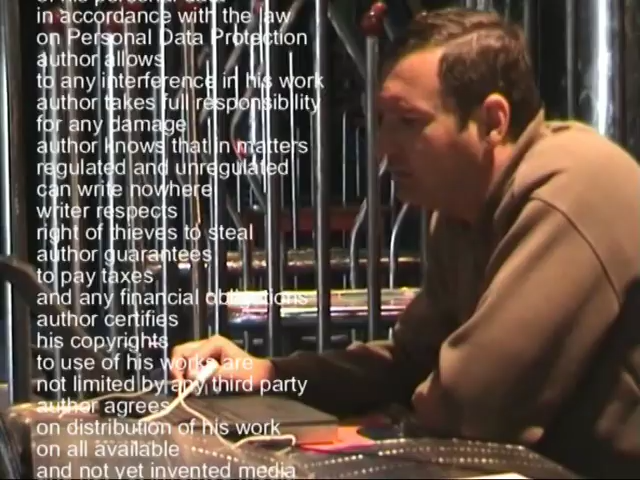 of his personal data
in accordance with the law
on Personal Data Protection
author allows
to any interference in his work
author takes full responsibility
for any damage
author knows that in matters
regulated and unregulated
can write nowhere
writer respects
right of thieves to steal
author guarantees
to pay taxes
and any financial obligations
author certifies
his copyrights
to use of his works are
not limited by any third party
author agrees
on distribution of his work
on all available
and not yet invented media